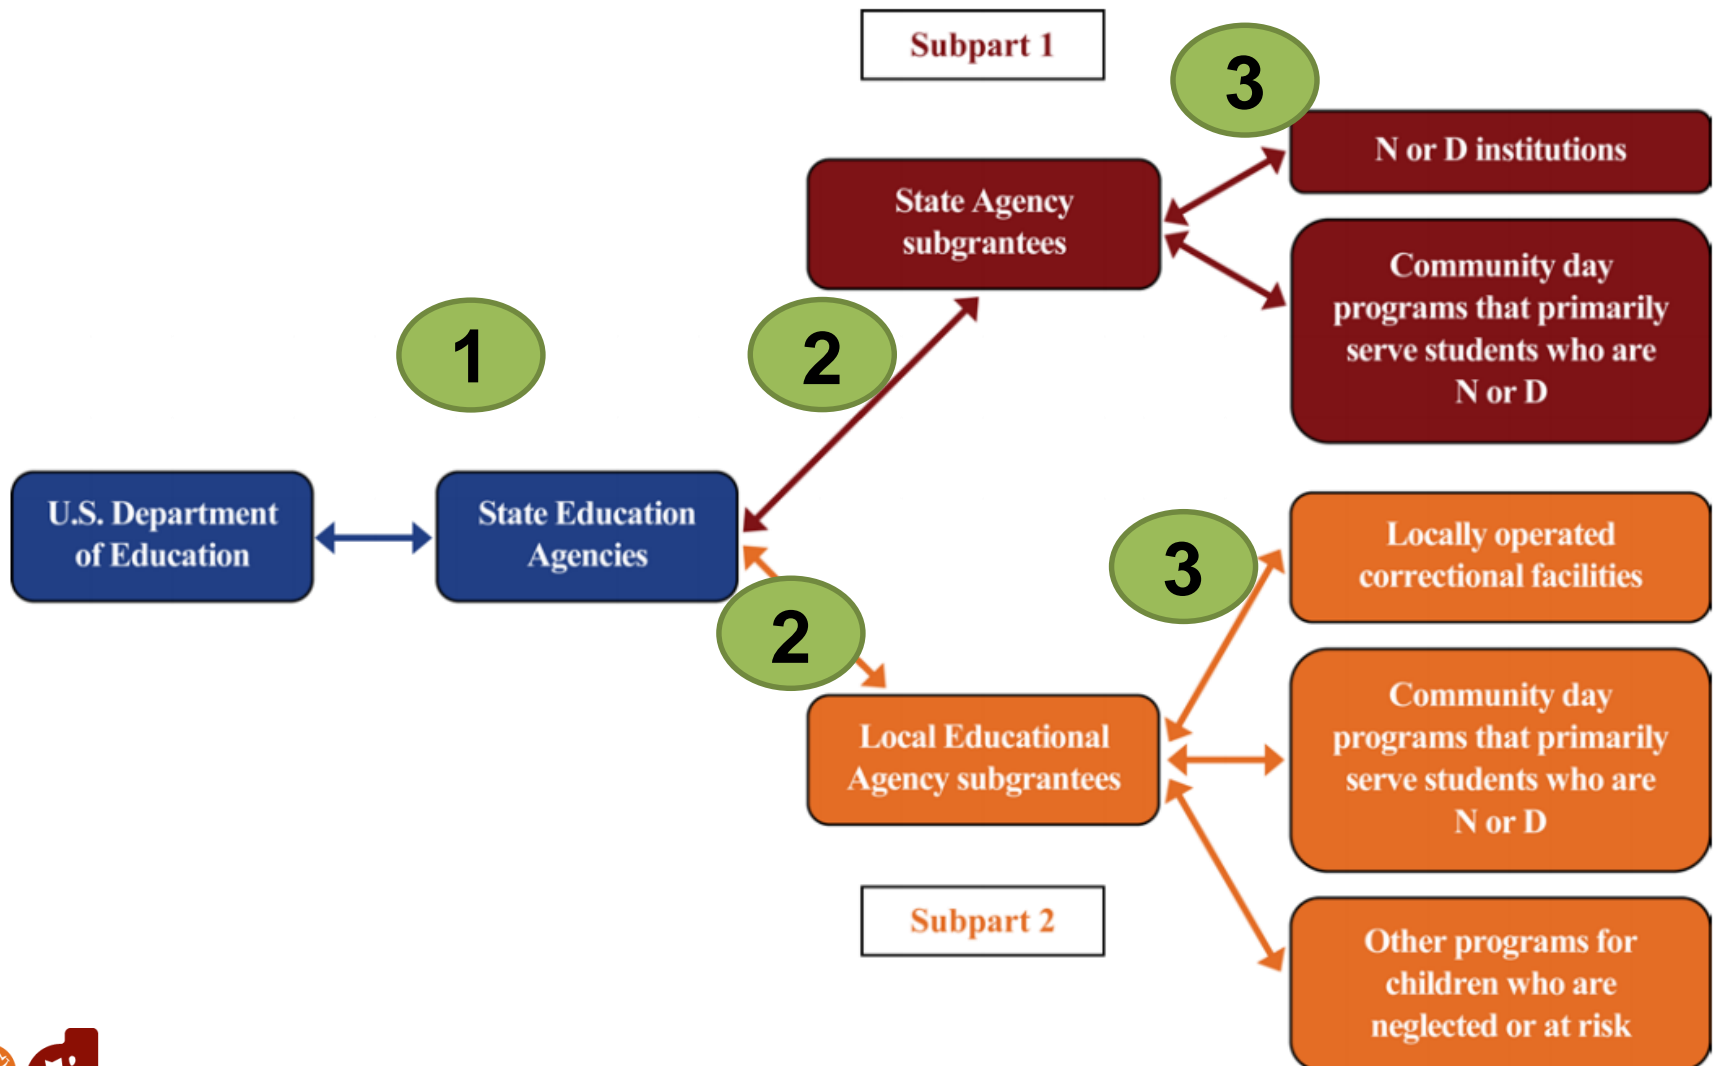 Subpart 1
3
N or D institutions
State Agency
subgrantees
Community day
programs that primarily
serve students who are
N or D
1
2
U.S. Department
of Education
State Education
Agencies
3
Locally operated
correctional facilities
2
Local Educational
Agency subgrantees
Community day
programs that primarily
serve students who are
N or D
Subpart 2
Other programs for
children who are
neglected or at risk